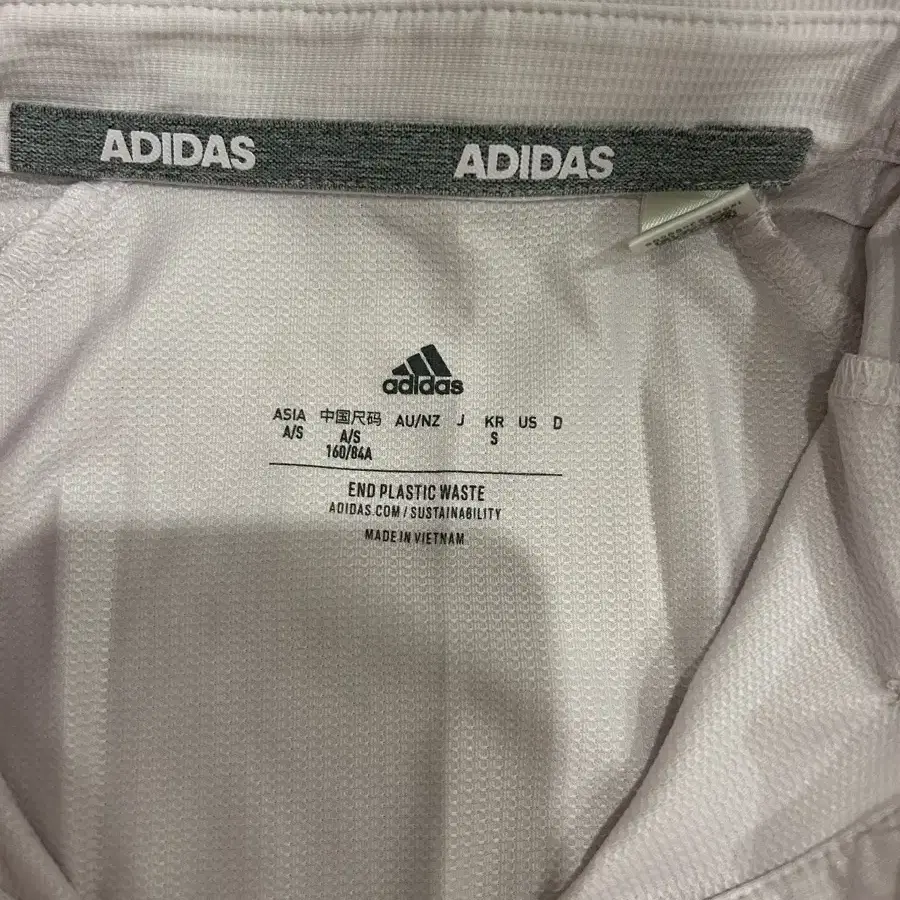 ADIDAS ADIDAS
adidas
ASIA 中国尺码 AU/NZ J KR US D
A/S A/S S
160/84A
END PLASTIC WASTE
ADIDAS.COM / SUSTAINABILITY
MADE IN VIETNAM